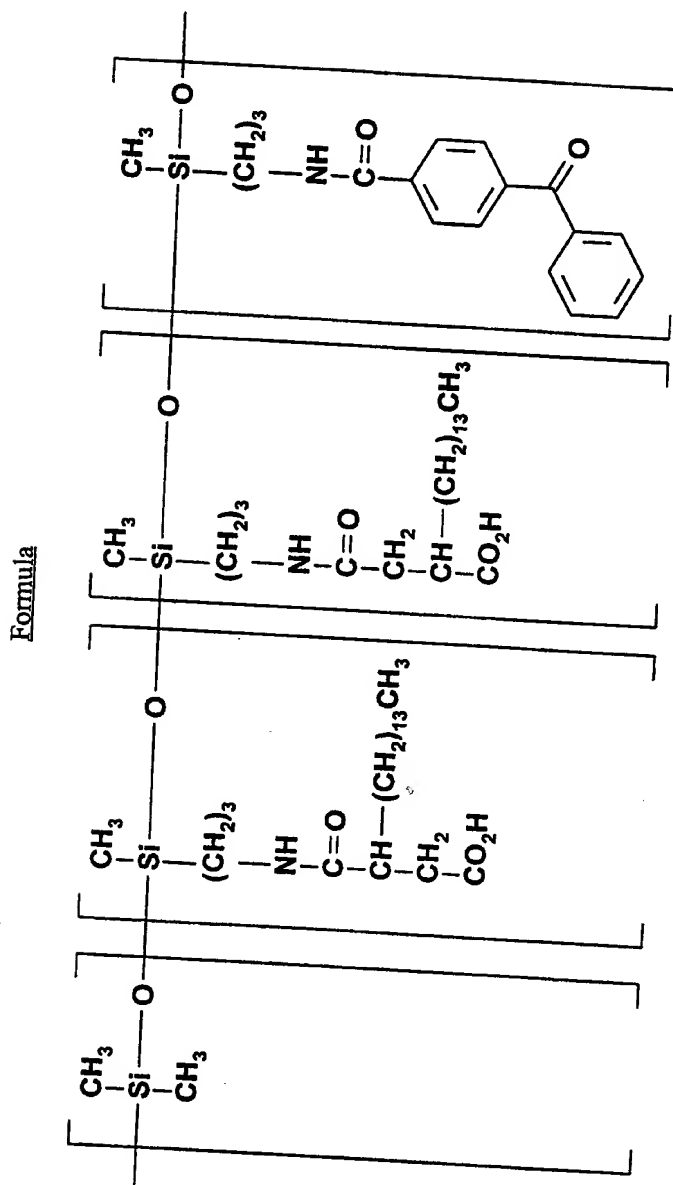 Formula
CH3
Si
O
CH3
CH3
Si
O
(CH2)3
NH
C=O
CH—(CH2)13CH3
CH2
CO2H
CH3
Si
O
(CH2)3
NH
C=O
CH2
CH—(CH2)13CH3
CO2H
CH3
Si
O
(CH2)3
NH
C=O
O